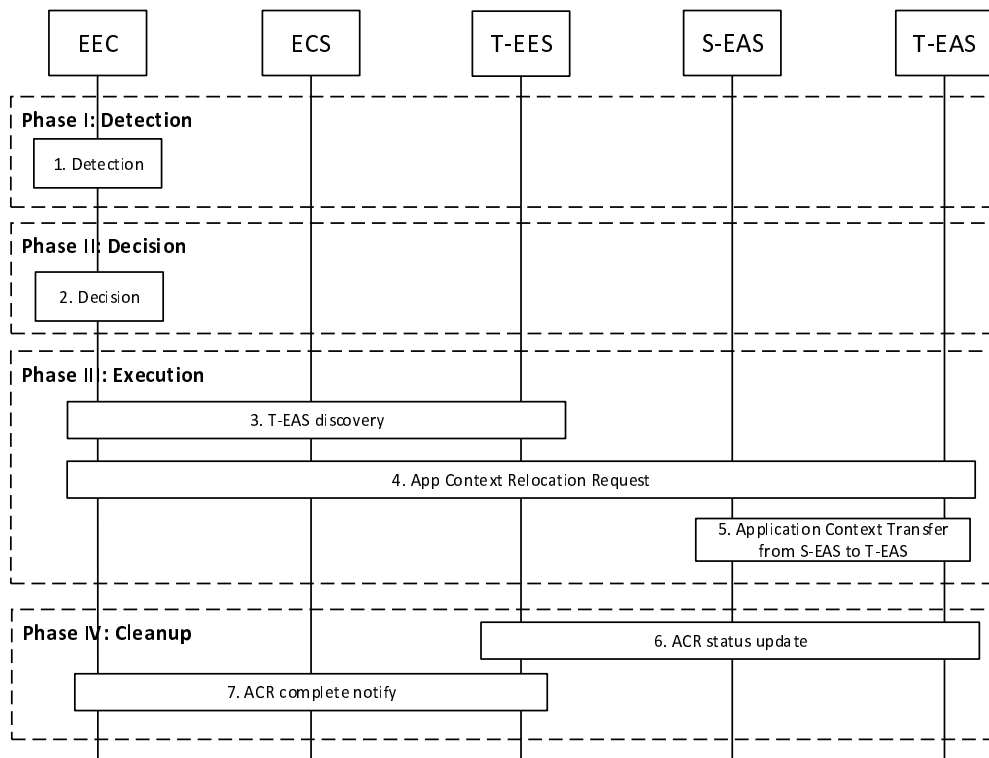 EEC
ECS
T-EES
S-EAS
T-EAS
Phase I: Detection
1. Detection
Phase II: Decision
2. Decision
Phase III: Execution
3. T-EAS discovery
4. App Context Relocation Request
5. Application Context Transfer
from S-EAS to T-EAS
Phase IV: Cleanup
6. ACR status update
7. ACR complete notify